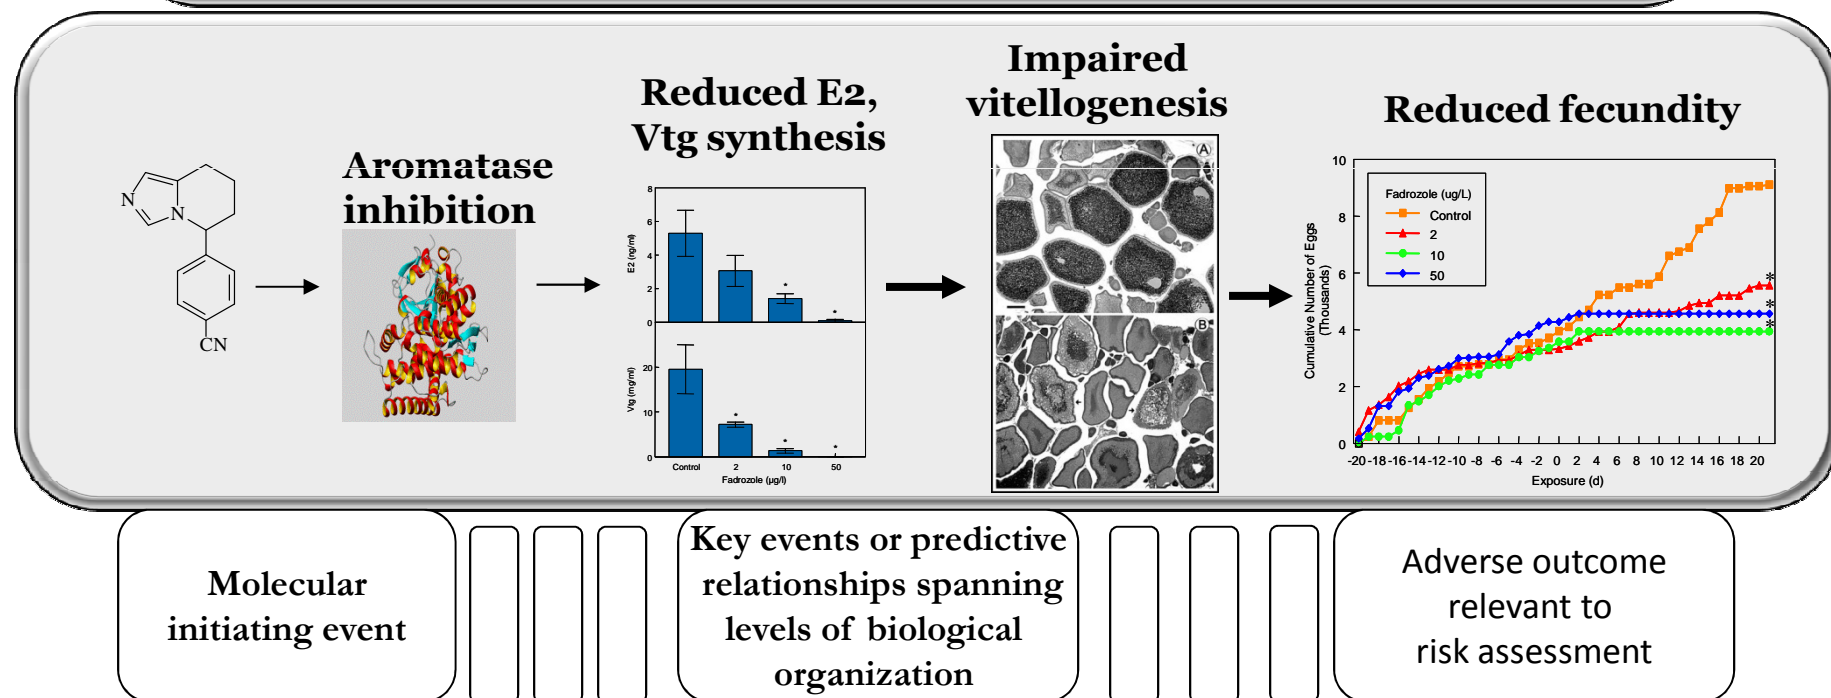 Impaired
vitellogenesis
Reduced E2,
Vtg synthesis
Reduced fecundity
Aromatase
inhibition
N
N
CN
8
6
4
2
0
E2 (ng/ml)
*
*
20
10
0
Vtg (mg/ml)
*
*
*
Control 2 10 50
Fadrozole (µg/l)
A
B
10
8
6
4
2
0
Cumulative Number of Eggs
(Thousands)
Fadrozole (ug/L)
Control
2
10
50
*
*
*
-20 -18 -16 -14 -12 -10 -8 -6 -4 -2 0 2 4 6 8 10 12 14 16 18 20
Exposure (d)
Molecular
initiating event
Key events or predictive
relationships spanning
levels of biological
organization
Adverse outcome
relevant to
risk assessment